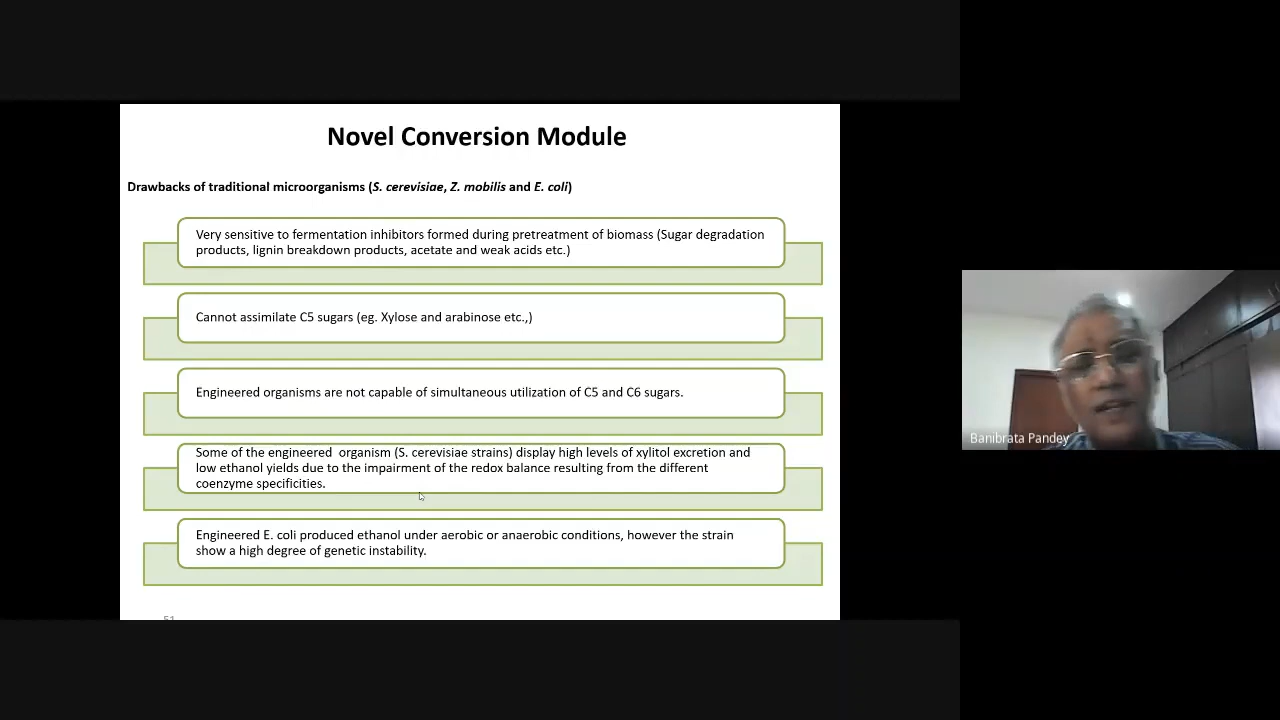 Novel Conversion Module
Drawbacks of traditional microorganisms (S. cerevisiae, Z. mobilis and E. coli)
Very sensitive to fermentation inhibitors formed during pretreatment of biomass (Sugar degradation
products, lignin breakdown products, acetate and weak acids etc.)
Cannot assimilate C5 sugars (eg. Xylose and arabinose etc.,)
Engineered organisms are not capable of simultaneous utilization of C5 and C6 sugars.
Some of the engineered  organism (S. cerevisiae strains) display high levels of xylitol excretion and
low ethanol yields due to the impairment of the redox balance resulting from the different
coenzyme specificities.
Engineered E. coli produced ethanol under aerobic or anaerobic conditions, however the strain
show a high degree of genetic instability.
Banibrata Pandey